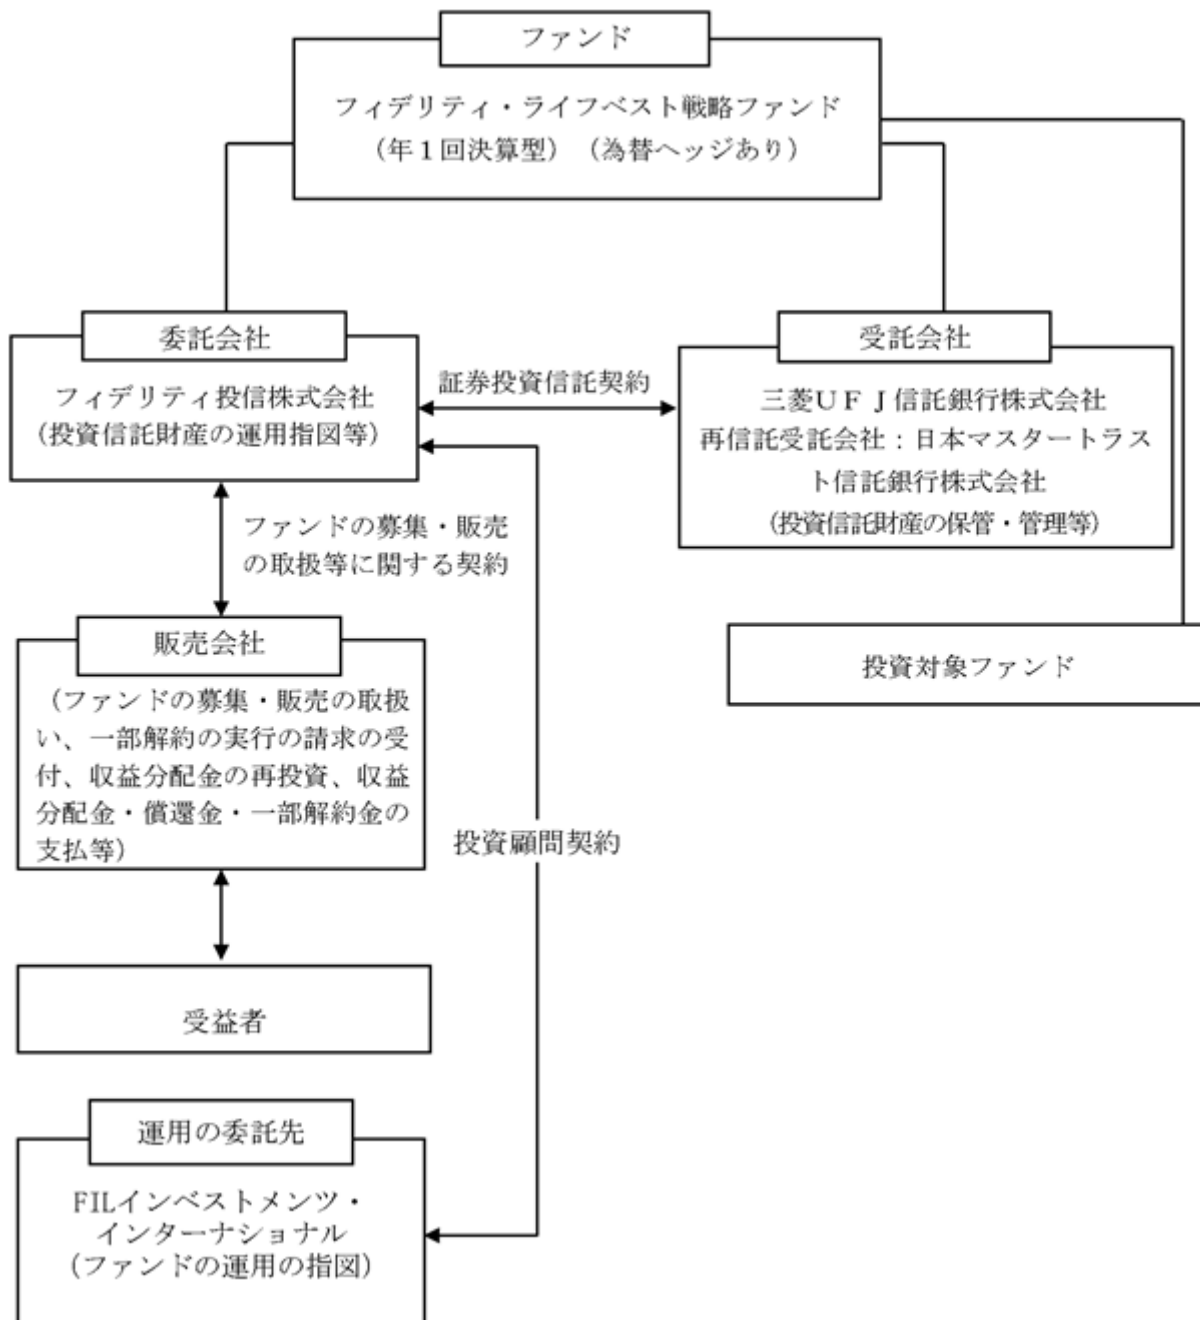 ファンド
フィデリティ・ライフベスト戦略ファンド
（年１回決算型）（為替ヘッジあり）
委託会社
フィデリティ投信株式会社
（投資信託財産の運用指図等）
証券投資信託契約
受託会社
三菱ＵＦＪ信託銀行株式会社
再信託受託会社：日本マスタートラス
ト信託銀行株式会社
（投資信託財産の保管・管理等）
ファンドの募集・販売
の取扱等に関する契約
販売会社
（ファンドの募集・販売の取扱
い、一部解約の実行の請求の受
付、収益分配金の再投資、収益
分配金・償還金・一部解約金の
支払等）
投資対象ファンド
投資顧問契約
受益者
運用の委託先
FILインベストメンツ・
インターナショナル
（ファンドの運用の指図）